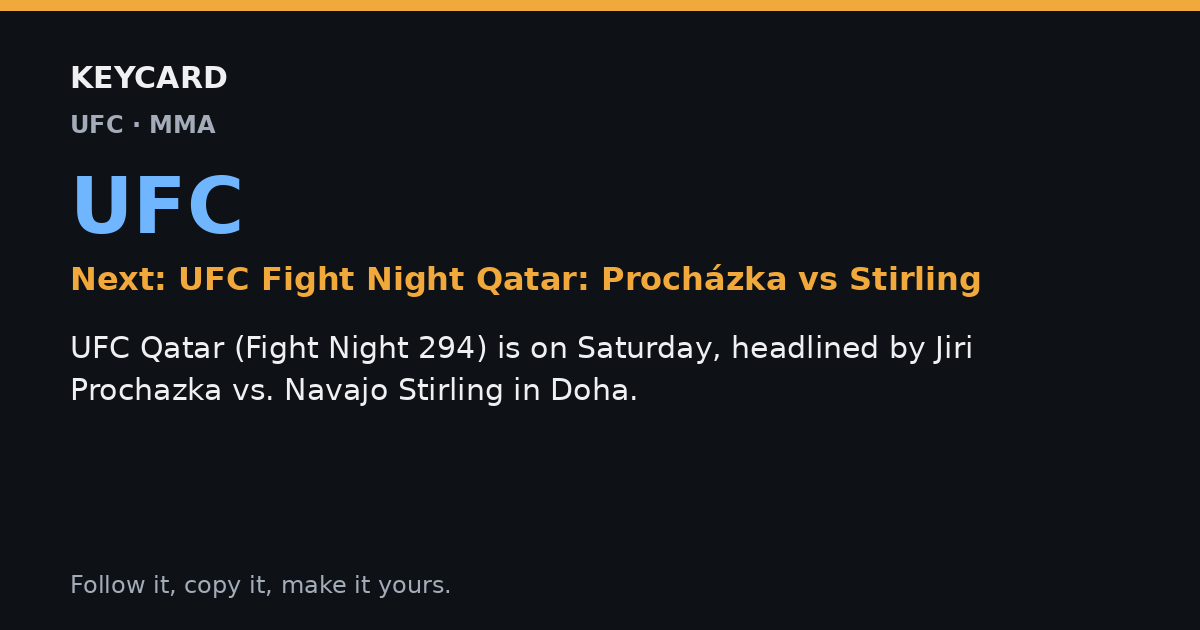 KEYCARD
UFC · MMA
UFC
Next: UFC Fight Night Qatar: Procházka vs Stirling
UFC Qatar (Fight Night 294) is on Saturday, headlined by Jiri
Prochazka vs. Navajo Stirling in Doha.
Follow it, copy it, make it yours.